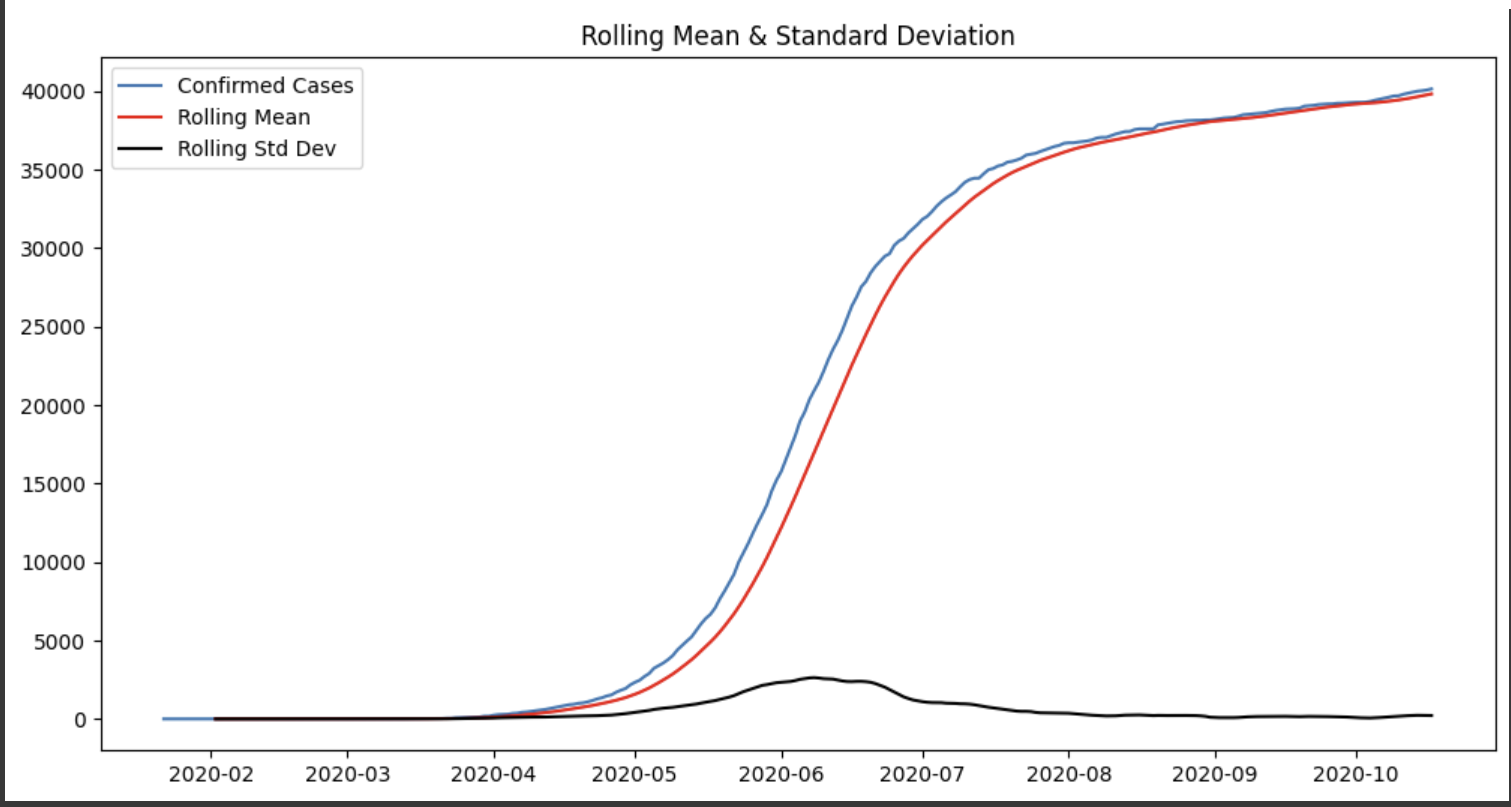 Rolling Mean & Standard Deviation
Confirmed Cases
Rolling Mean
Rolling Std Dev
40000
35000
30000
25000
20000
15000
10000
5000
0
2020-02 2020-03 2020-04 2020-05 2020-06 2020-07 2020-08 2020-09 2020-10